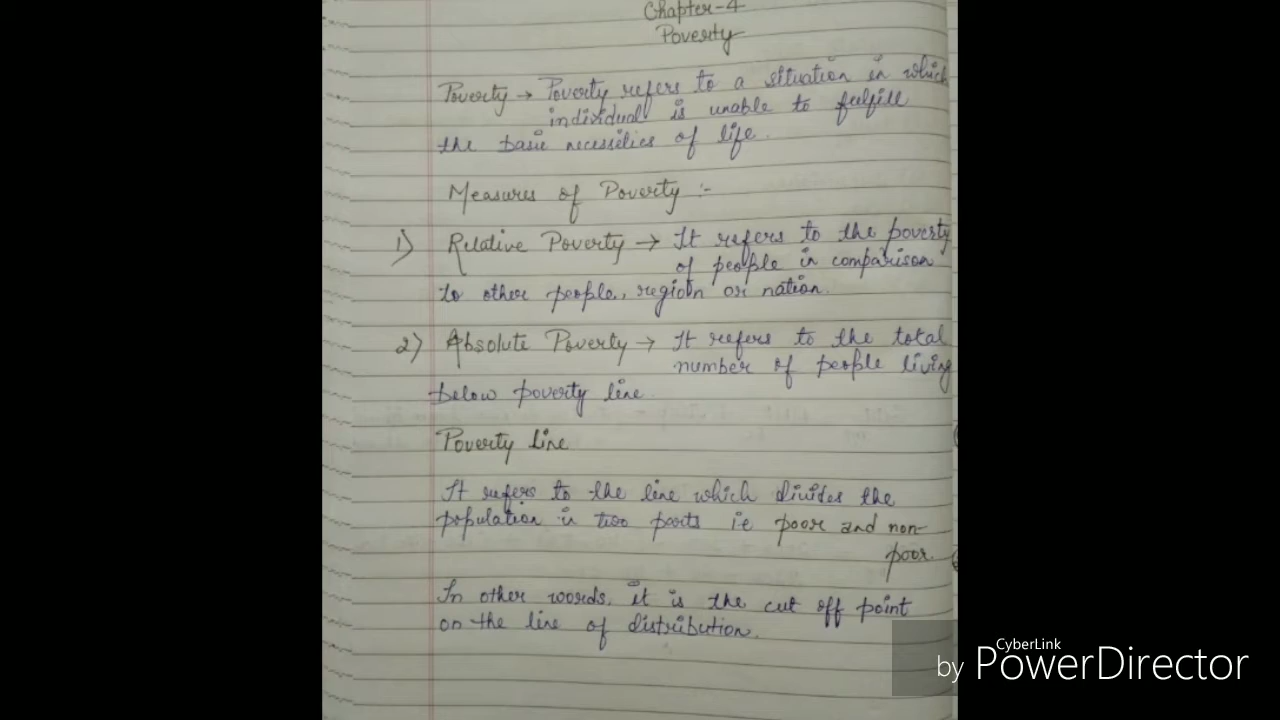 Chapter-4
Poverty
Poverty → Poverty refers to a situation in which
individual is unable to fulfill
the basic necessities of life.
Measures of Poverty :-
1) Relative Poverty → It refers to the poverty
of people in comparison
to other people, region or nation.
2) Absolute Poverty → It refers to the total
number of people living
below poverty line.
Poverty Line
It refers to the line which divides the
population in two parts ie poor and non-
poor.
In other words, it is the cut off point
on the line of distribution.
CyberLink
by PowerDirector